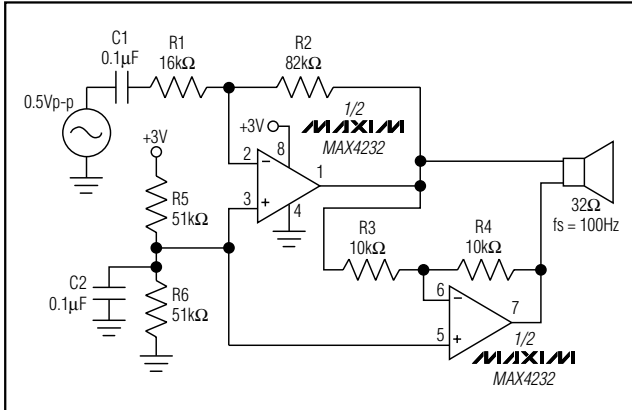 C1
0.1µF
R1
16kΩ
R2
82kΩ
0.5Vp-p
+3V
1/2
MAXIM
MAX4232
+3V
8
2
−
1
3
+
4
R5
51kΩ
R3
10kΩ
R4
10kΩ
32Ω
fs = 100Hz
C2
0.1µF
R6
51kΩ
6
−
7
5
+
1/2
MAXIM
MAX4232